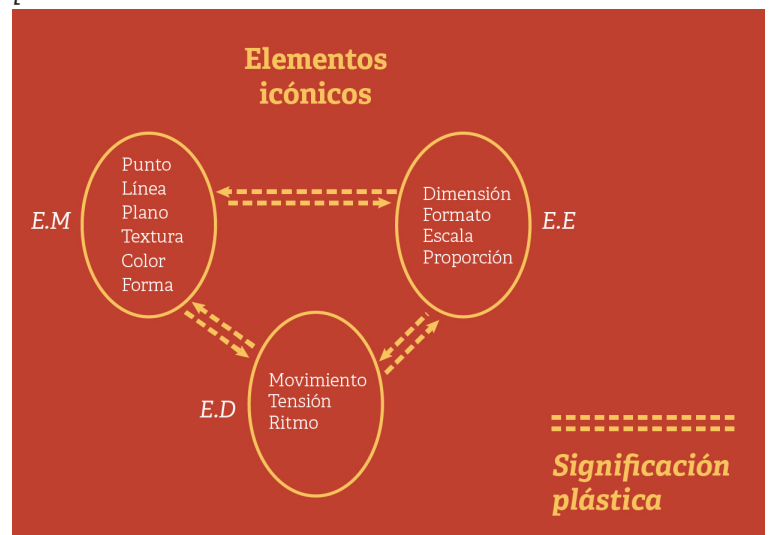 Elementos
icónicos
E.M
Punto
Línea
Plano
Textura
Color
Forma
Dimensión
Formato
Escala
Proporción
E.E
E.D
Movimiento
Tensión
Ritmo
Significación
plástica